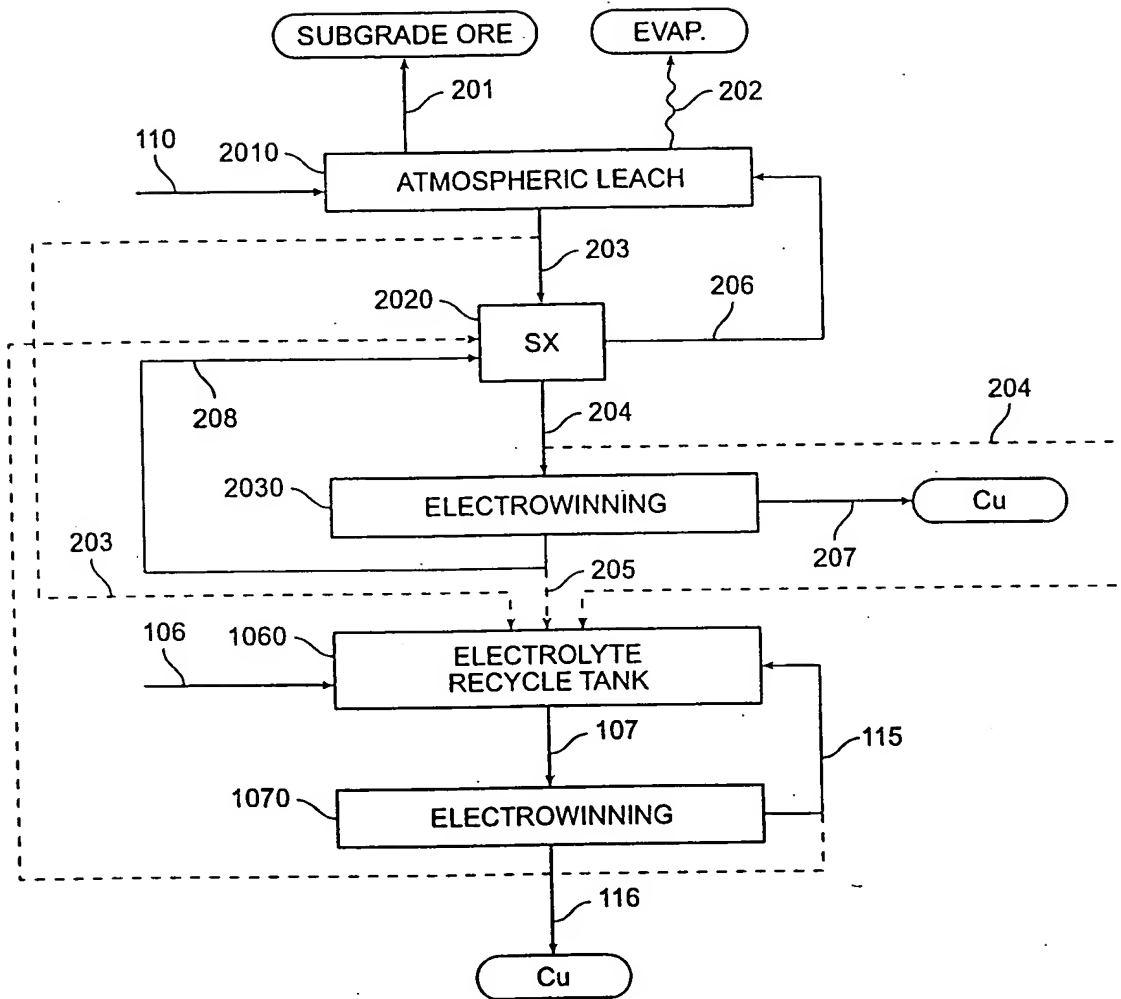 SUBGRADE ORE
EVAP.
201
202
110
2010
ATMOSPHERIC LEACH
203
2020
206
SX
208
204
204
2030
ELECTROWINNING
Cu
207
203
205
106
1060
ELECTROLYTE
RECYCLE TANK
107
115
1070
ELECTROWINNING
116
Cu